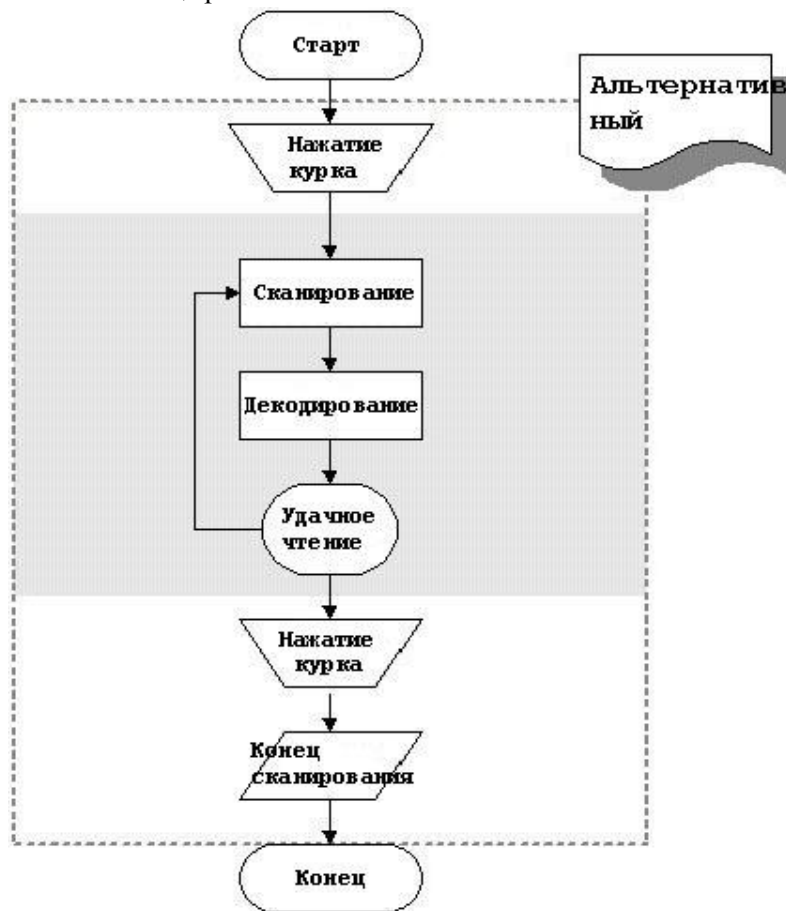 Старт
Альтернатив
ный
Нажатие
курка
Сканирование
Декодирование
Удачное
чтение
Нажатие
курка
Конец
сканирования
Конец